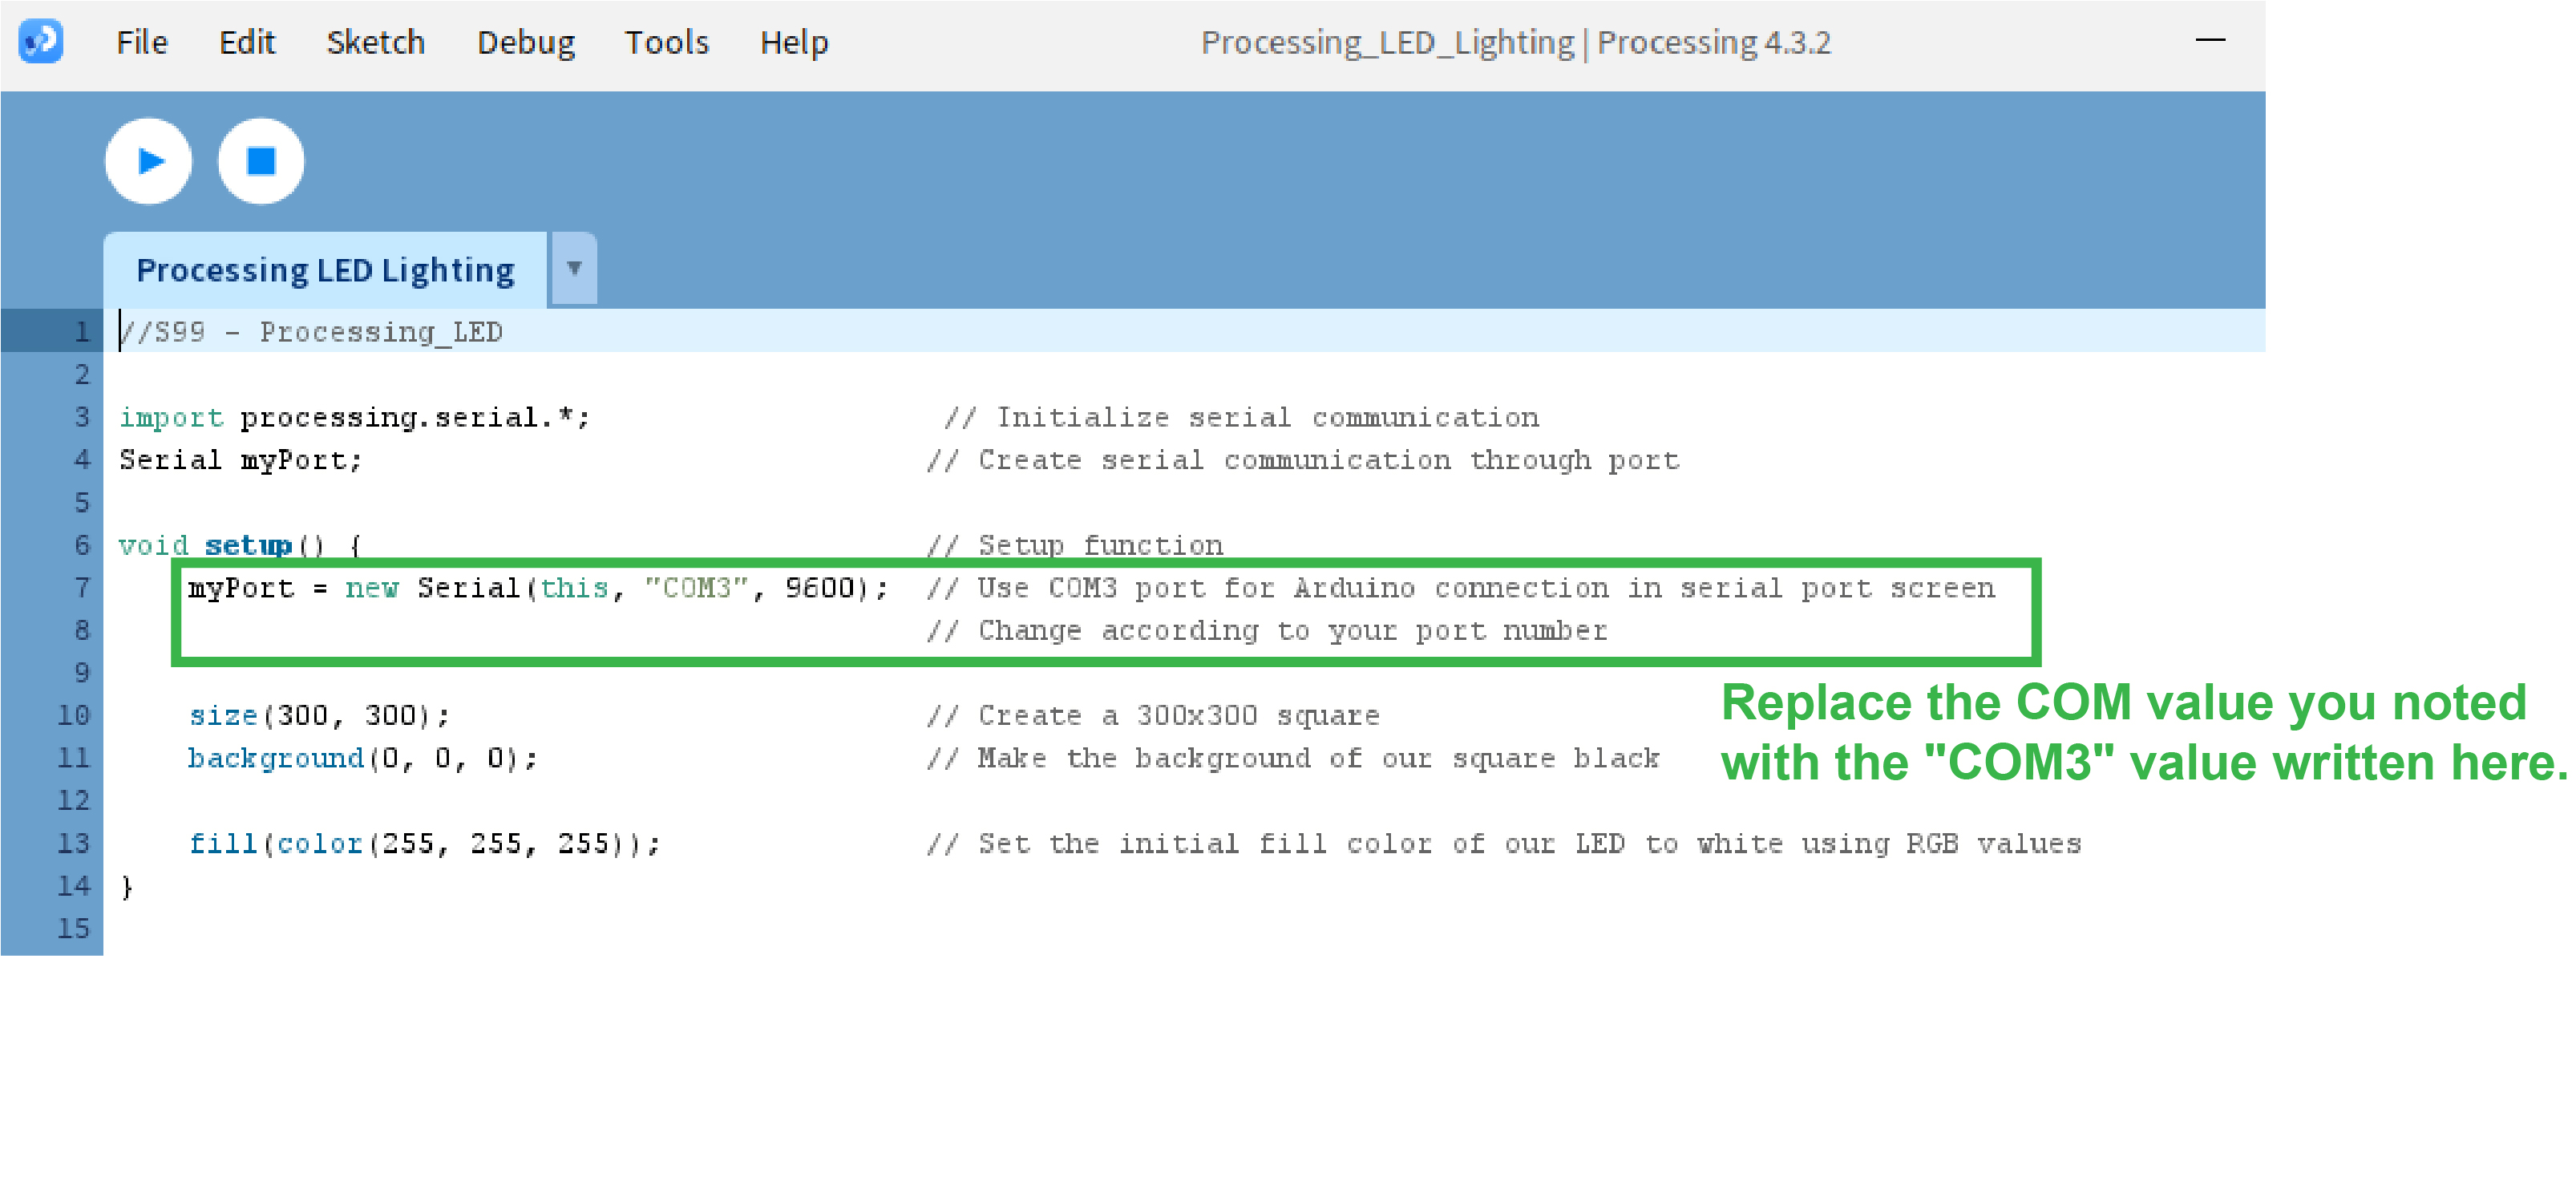 File Edit Sketch Debug Tools Help Processing_LED_Lighting | Processing 4.3.2
Processing LED Lighting ▼
1 //S99 - Processing_LED
2
3 import processing.serial.*; // Initialize serial communication
4 Serial myPort; // Create serial communication through port
5
6 void setup() { // Setup function
7 myPort = new Serial(this, "COM3", 9600); // Use COM3 port for Arduino connection in serial port screen
8 // Change according to your port number
9
10 size(300, 300); // Create a 300x300 square
11 background(0, 0, 0); // Make the background of our square black
12
13 fill(color(255, 255, 255)); // Set the initial fill color of our LED to white using RGB values
14 }
15
Replace the COM value you noted
with the "COM3" value written here.